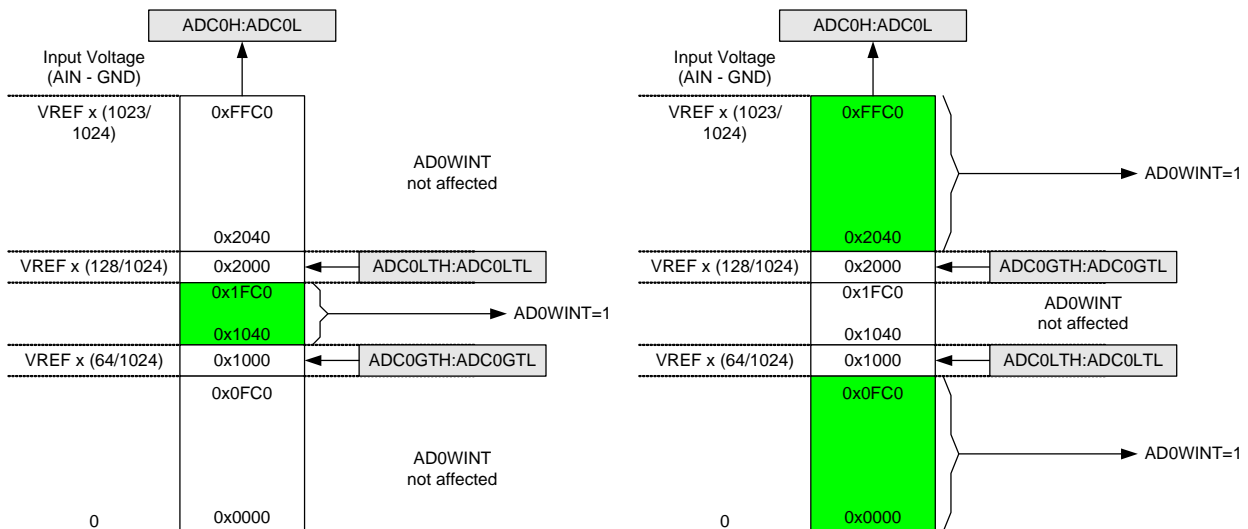 ADC0H:ADC0L
Input Voltage
(AIN - GND)
VREF x (1023/
1024)
0xFFC0
AD0WINT
not affected
0x2040
VREF x (128/1024)
0x2000
ADC0LTH:ADC0LTL
0x1FC0
AD0WINT=1
0x1040
VREF x (64/1024)
0x1000
ADC0GTH:ADC0GTL
0x0FC0
AD0WINT
not affected
0
0x0000
ADC0H:ADC0L
Input Voltage
(AIN - GND)
VREF x (1023/
1024)
0xFFC0
AD0WINT=1
0x2040
VREF x (128/1024)
0x2000
ADC0GTH:ADC0GTL
0x1FC0
AD0WINT
not affected
0x1040
VREF x (64/1024)
0x1000
ADC0LTH:ADC0LTL
0x0FC0
AD0WINT=1
0
0x0000